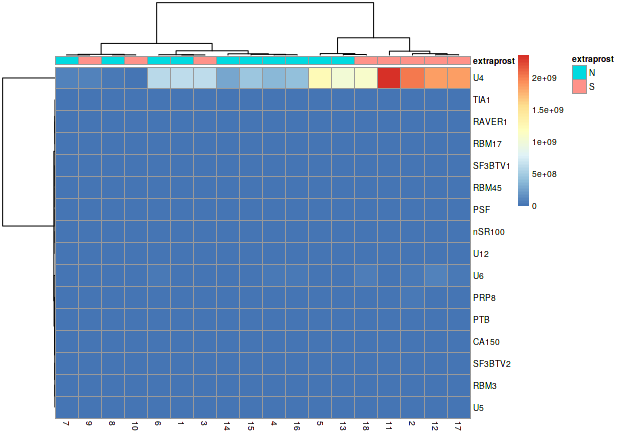 extraprost
U4
TIA1
RAVER1
RBM17
SF3BTV1
RBM45
PSF
nSR100
U12
U6
PRP8
PTB
CA150
SF3BTV2
RBM3
U5
7 9 8 10 6 1 3 14 15 4 16 5 13 18 11 2 12 17
2e+09
1.5e+09
1e+09
5e+08
0
extraprost
N
S